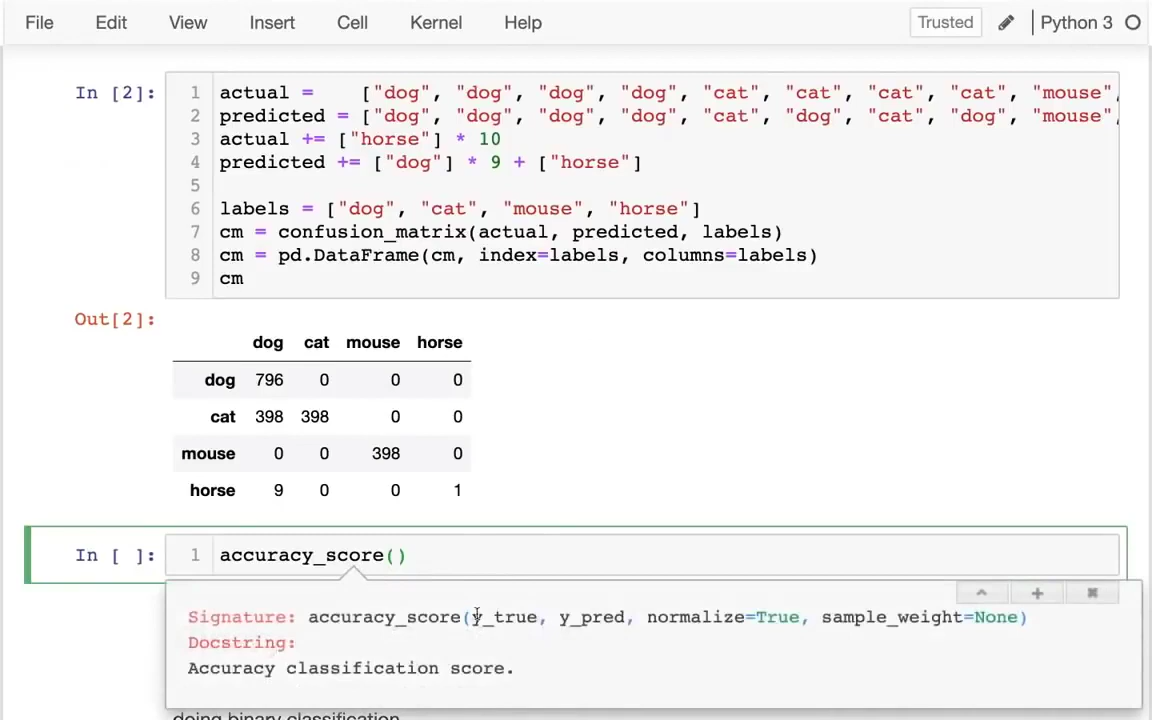 File Edit View Insert Cell Kernel Help Trusted Python 3
In [2]:
1 actual =    ["dog", "dog", "dog", "dog", "cat", "cat", "cat", "cat", "mouse",
2 predicted = ["dog", "dog", "dog", "dog", "cat", "dog", "cat", "dog", "mouse",
3 actual += ["horse"] * 10
4 predicted += ["dog"] * 9 + ["horse"]
5
6 labels = ["dog", "cat", "mouse", "horse"]
7 cm = confusion_matrix(actual, predicted, labels)
8 cm = pd.DataFrame(cm, index=labels, columns=labels)
9 cm
Out[2]:
dog cat mouse horse
dog 796 0 0 0
cat 398 398 0 0
mouse 0 0 398 0
horse 9 0 0 1
In [ ]: 1 accuracy_score()
Signature: accuracy_score(y_true, y_pred, normalize=True, sample_weight=None)
Docstring:
Accuracy classification score.
doing binary classification